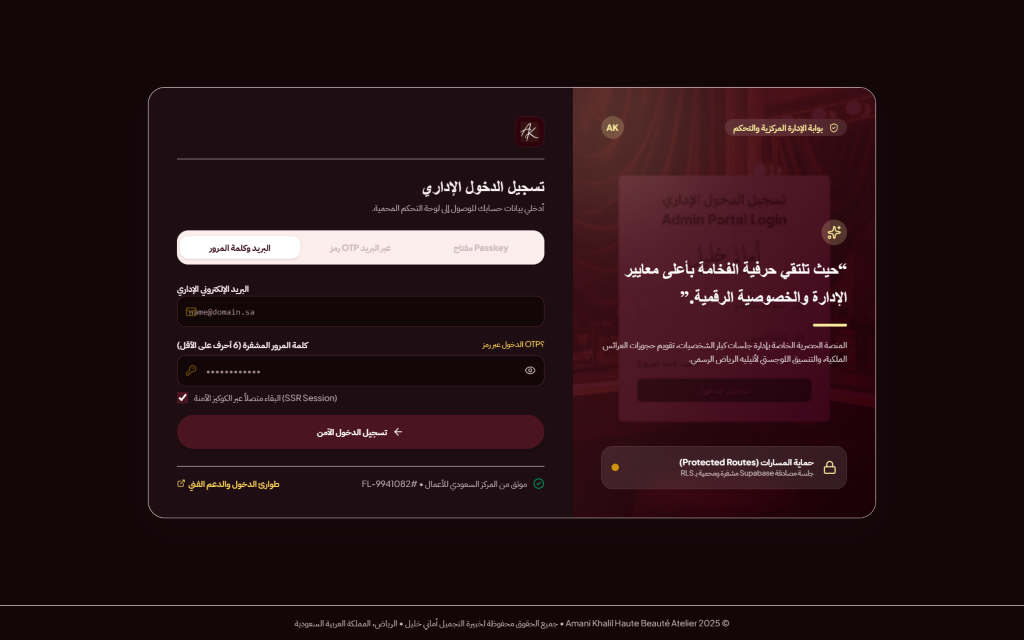 بوابة الإدارة المركزية والتحكم
AK
تسجيل الدخول الإداري
Admin Portal Login
“حيث تلتقي حرفية الفخامة بأعلى معايير
الإدارة والخصوصية الرقمية.”
المنصة الحصرية الخاصة بإدارة جلسات كبار الشخصيات، تقويم حجوزات العرائس
الملكية، والتنسيق اللوجستي لأتيليه الرياض الرسمي.
حماية المسارات (Protected Routes)
جلسة مصادقة Supabase مشفرة ومحمية بـ RLS
AK
تسجيل الدخول الإداري
أدخلي بيانات حسابك للوصول إلى لوحة التحكم المحمية.
البريد وكلمة المرور
رمز OTP عبر البريد
مفتاح Passkey
البريد الإلكتروني الإداري
ame@domain.sa
كلمة المرور المشفرة (6 أحرف على الأقل)
الدخول عبر رمز OTP؟
البقاء متصلاً عبر الكوكيز الآمنة (SSR Session)
تسجيل الدخول الآمن
موثق من المركز السعودي للأعمال • #FL-9941082
طوارئ الدخول والدعم الفني
© 2025 Amani Khalil Haute Beauté Atelier • جميع الحقوق محفوظة لخبيرة التجميل أماني خليل • الرياض، المملكة العربية السعودية